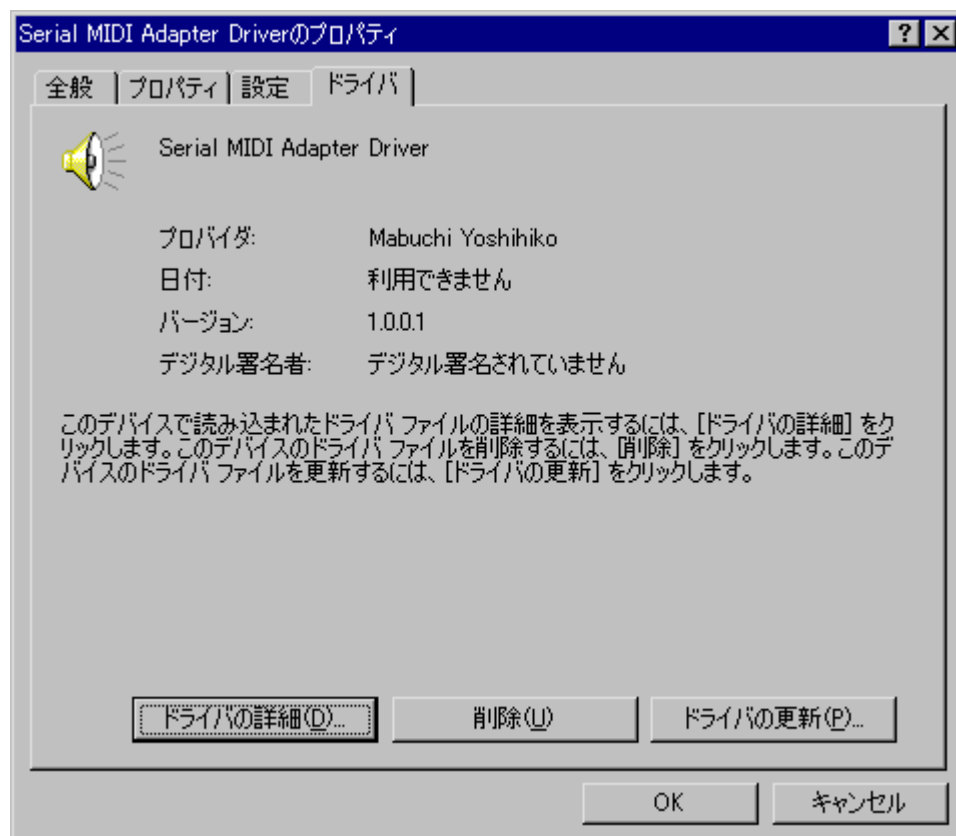 Serial MIDI Adapter Driverのプロパティ
全般 プロパティ 設定 ドライバ
Serial MIDI Adapter Driver
プロバイダ: Mabuchi Yoshihiko
日付: 利用できません
バージョン: 1.0.0.1
デジタル署名者: デジタル署名されていません
このデバイスで読み込まれたドライバ ファイルの詳細を表示するには、[ドライバの詳細] をク
リックします。このデバイスのドライバ ファイルを削除するには、[削除] をクリックします。このデ
バイスのドライバ ファイルを更新するには、[ドライバの更新] をクリックします。
ドライバの詳細(D)... 削除(U) ドライバの更新(P)...
OK キャンセル